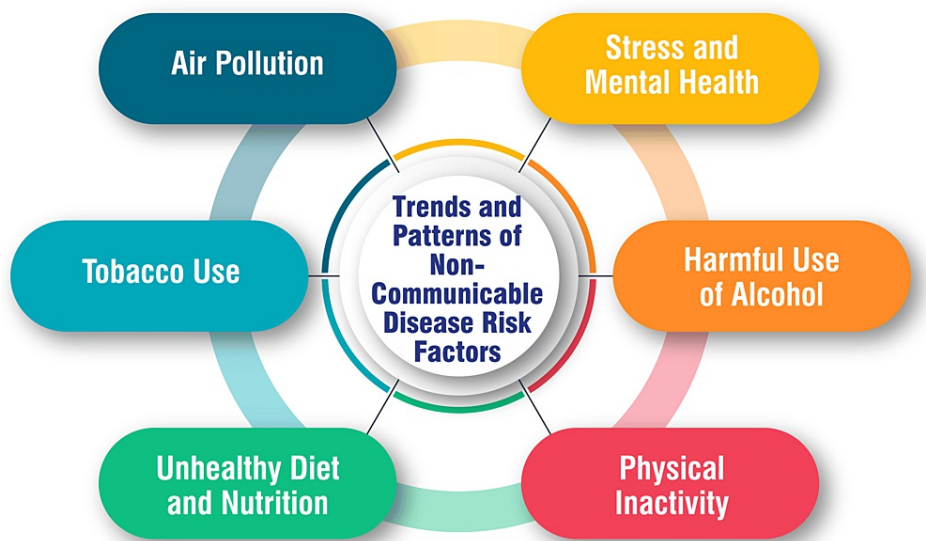 Air Pollution
Stress and
Mental Health
Trends and
Patterns of
Non-
Communicable
Disease Risk
Factors
Tobacco Use
Harmful Use
of Alcohol
Unhealthy Diet
and Nutrition
Physical
Inactivity